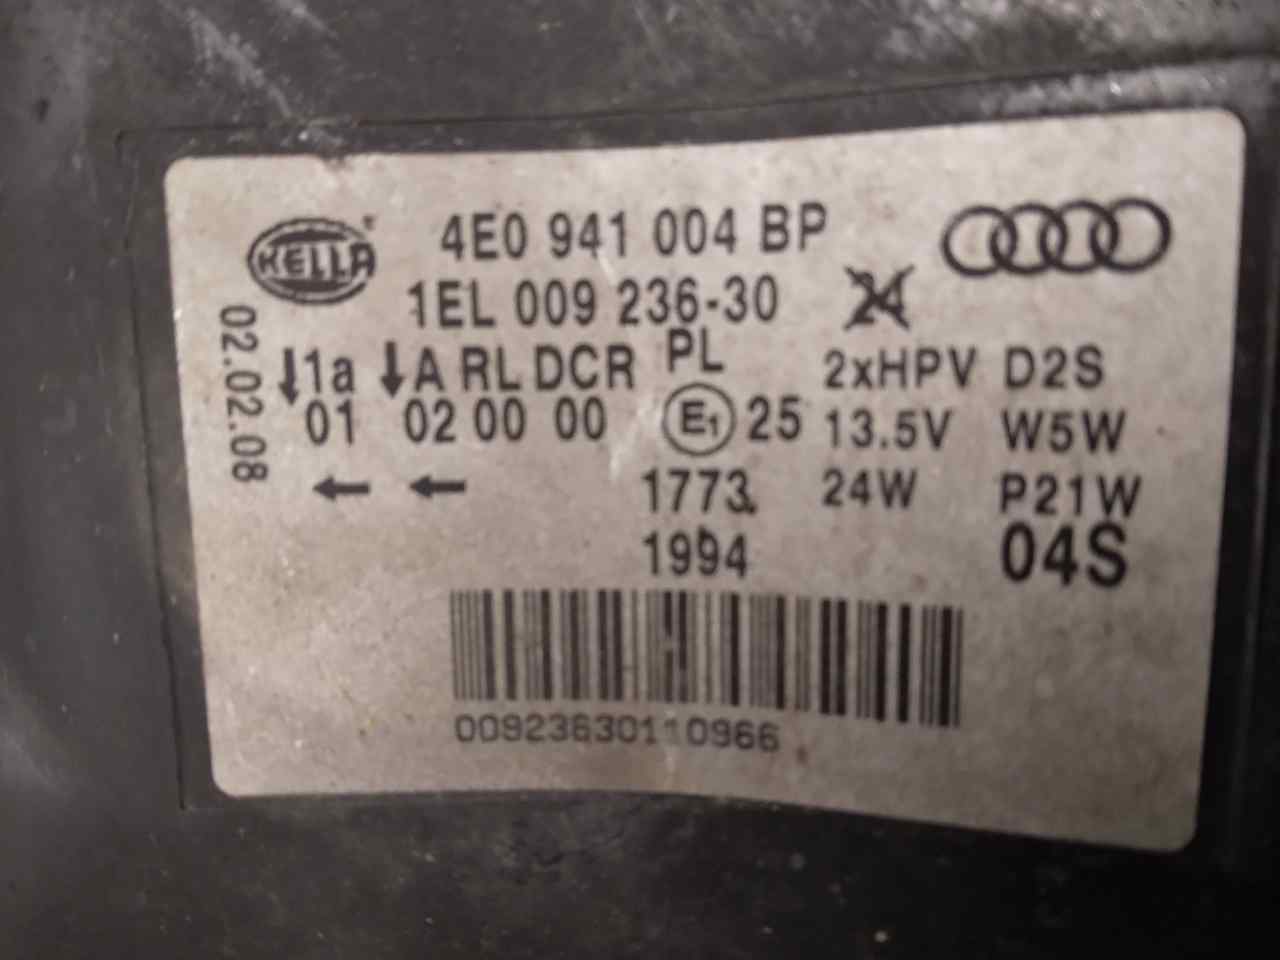 HELLA
4E0 941 004 BP
1EL 009 236-30 24
02.02.08
↓1a ↓A RL DCR PL 2xHPV D2S
01 02 00 00 E1 25 13.5V W5W
← ← 1773 24W P21W
1994 04S
00923630110966